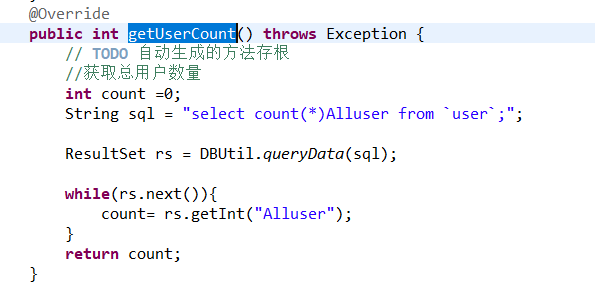 @Override
public int getUserCount() throws Exception {
// TODO 自动生成的方法存根
//获取总用户数量
int count =0;
String sql = "select count(*)Alluser from `user`;";
ResultSet rs = DBUtil.queryData(sql);
while(rs.next()){
count= rs.getInt("Alluser");
}
return count;
}